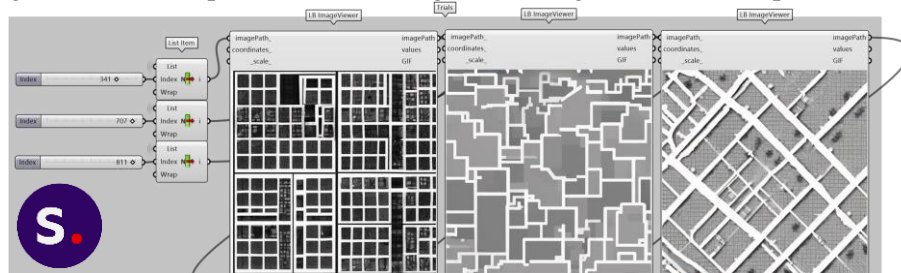 Trials
LB ImageViewer
LB ImageViewer
LB ImageViewer
List Item
imagePath_
coordinates_
_scale_
imagePath
values
GIF
imagePath_
coordinates_
_scale_
imagePath
values
GIF
imagePath_
coordinates_
_scale_
imagePath
values
GIF
Index 341
List
Index
Wrap
i
Index 707
List
Index
Wrap
i
Index 811
List
Index
Wrap
i
S.